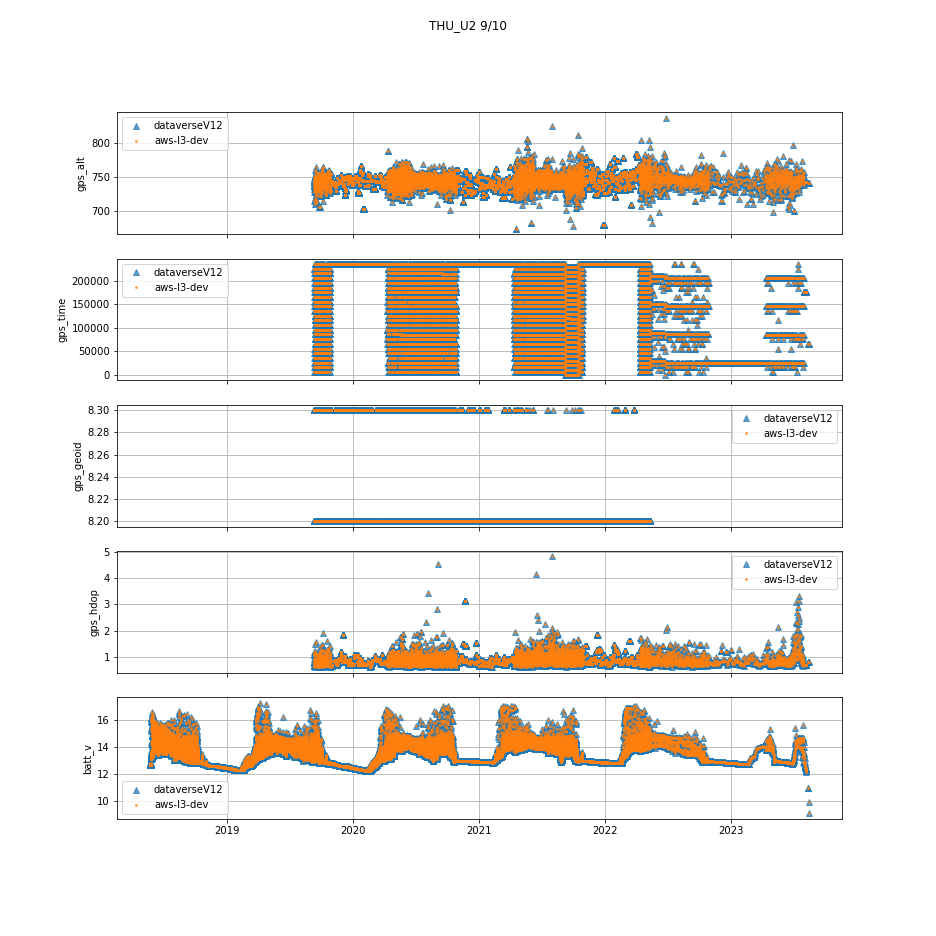 THU_U2 9/10
dataverseV12
aws-l3-dev
gps_alt
800
750
700
dataverseV12
aws-l3-dev
gps_time
200000
150000
100000
50000
0
dataverseV12
aws-l3-dev
gps_geoid
8.30
8.28
8.26
8.24
8.22
8.20
dataverseV12
aws-l3-dev
gps_hdop
5
4
3
2
1
dataverseV12
aws-l3-dev
batt_v
16
14
12
10
2019 2020 2021 2022 2023